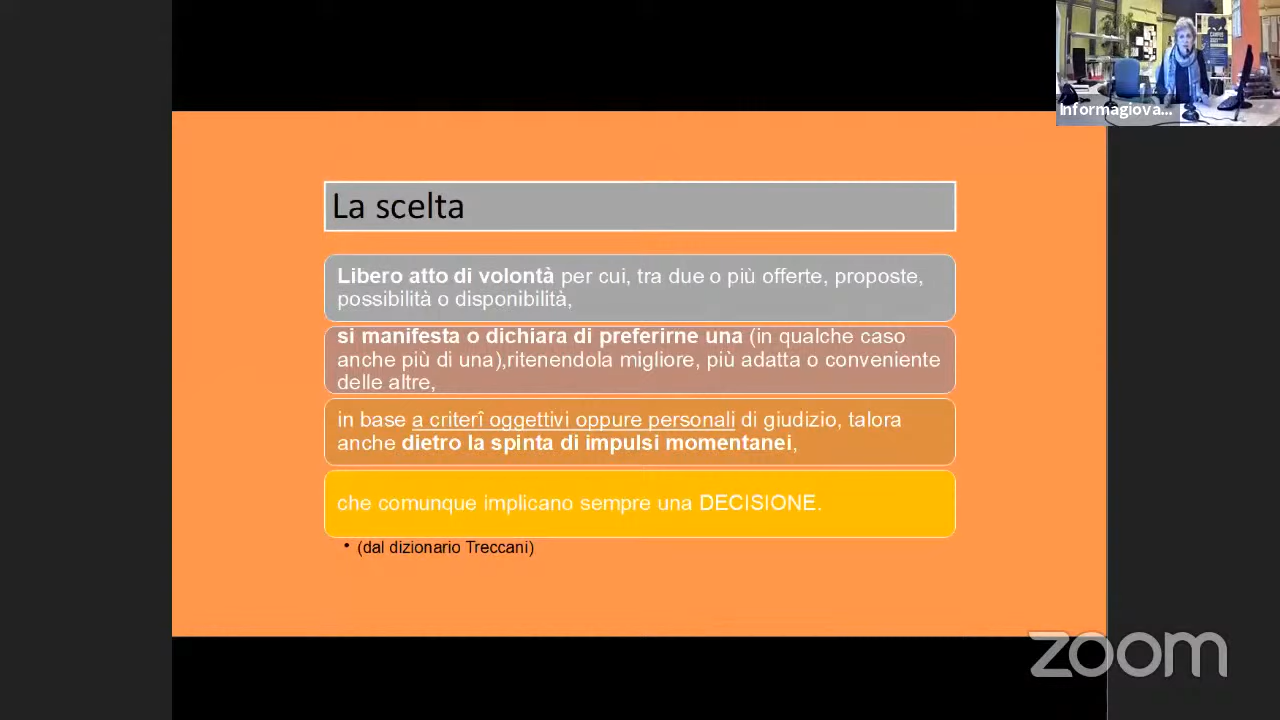 Informagiova...
La scelta
Libero atto di volontà per cui, tra due o più offerte, proposte,
possibilità o disponibilità,
si manifesta o dichiara di preferirne una (in qualche caso
anche più di una),ritenendola migliore, più adatta o conveniente
delle altre,
in base a criterî oggettivi oppure personali di giudizio, talora
anche dietro la spinta di impulsi momentanei,
che comunque implicano sempre una DECISIONE.
• (dal dizionario Treccani)
zoom